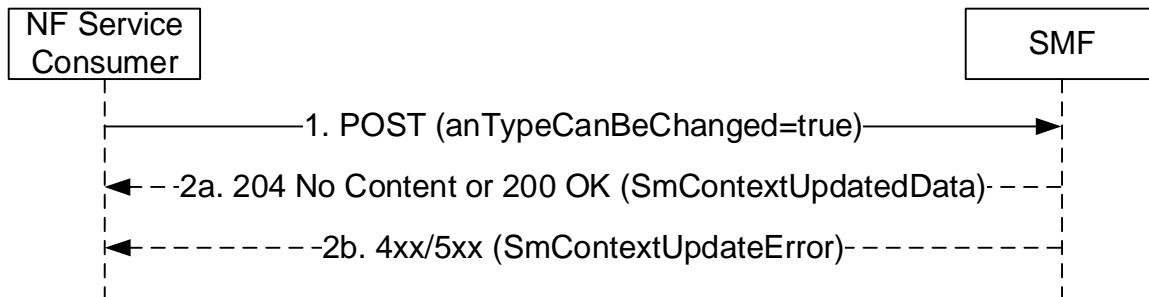 NF Service
Consumer
SMF
1. POST (anTypeCanBeChanged=true)
2a. 204 No Content or 200 OK (SmContextUpdatedData)
2b. 4xx/5xx (SmContextUpdateError)